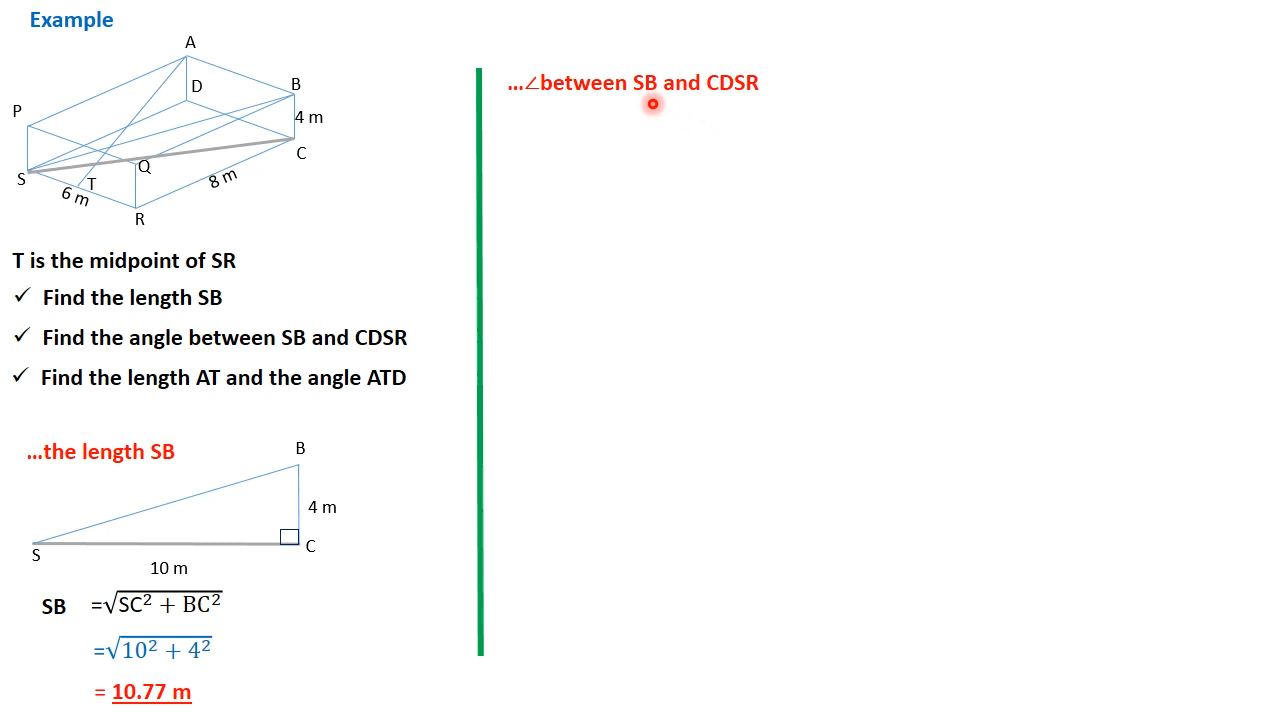 Example
A
D
B
P
4 m
C
Q
S
T
8 m
6 m
R
T is the midpoint of SR
✓ Find the length SB
✓ Find the angle between SB and CDSR
✓ Find the length AT and the angle ATD
...the length SB
B
4 m
S
C
10 m
SB =√SC² + BC²
=√10² + 4²
= 10.77 m
...∠between SB and CDSR